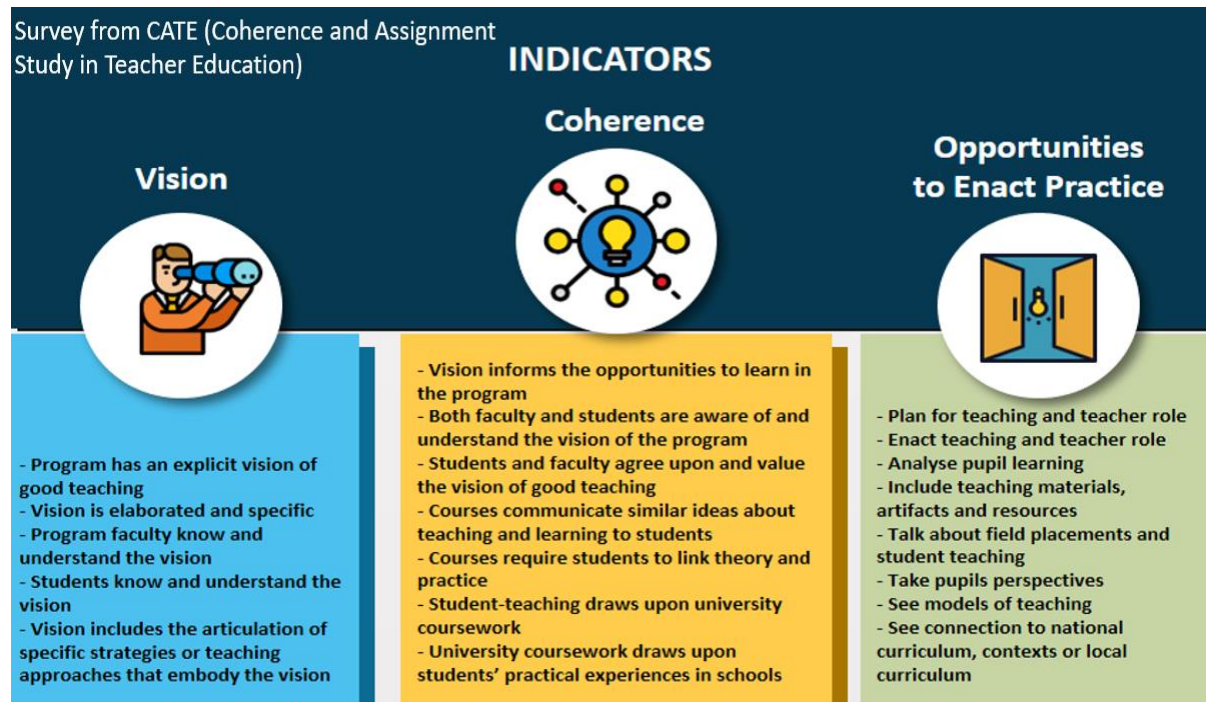 Survey from CATE (Coherence and Assignment
Study in Teacher Education)
INDICATORS
Vision
- Program has an explicit vision of
good teaching
- Vision is elaborated and specific
- Program faculty know and
understand the vision
- Students know and understand the
vision
- Vision includes the articulation of
specific strategies or teaching
approaches that embody the vision
Coherence
- Vision informs the opportunities to learn in
the program
- Both faculty and students are aware of and
understand the vision of the program
- Students and faculty agree upon and value
the vision of good teaching
- Courses communicate similar ideas about
teaching and learning to students
- Courses require students to link theory and
practice
- Student-teaching draws upon university
coursework
- University coursework draws upon
students’ practical experiences in schools
Opportunities
to Enact Practice
- Plan for teaching and teacher role
- Enact teaching and teacher role
- Analyse pupil learning
- Include teaching materials,
artifacts and resources
- Talk about field placements and
student teaching
- Take pupils perspectives
- See models of teaching
- See connection to national
curriculum, contexts or local
curriculum